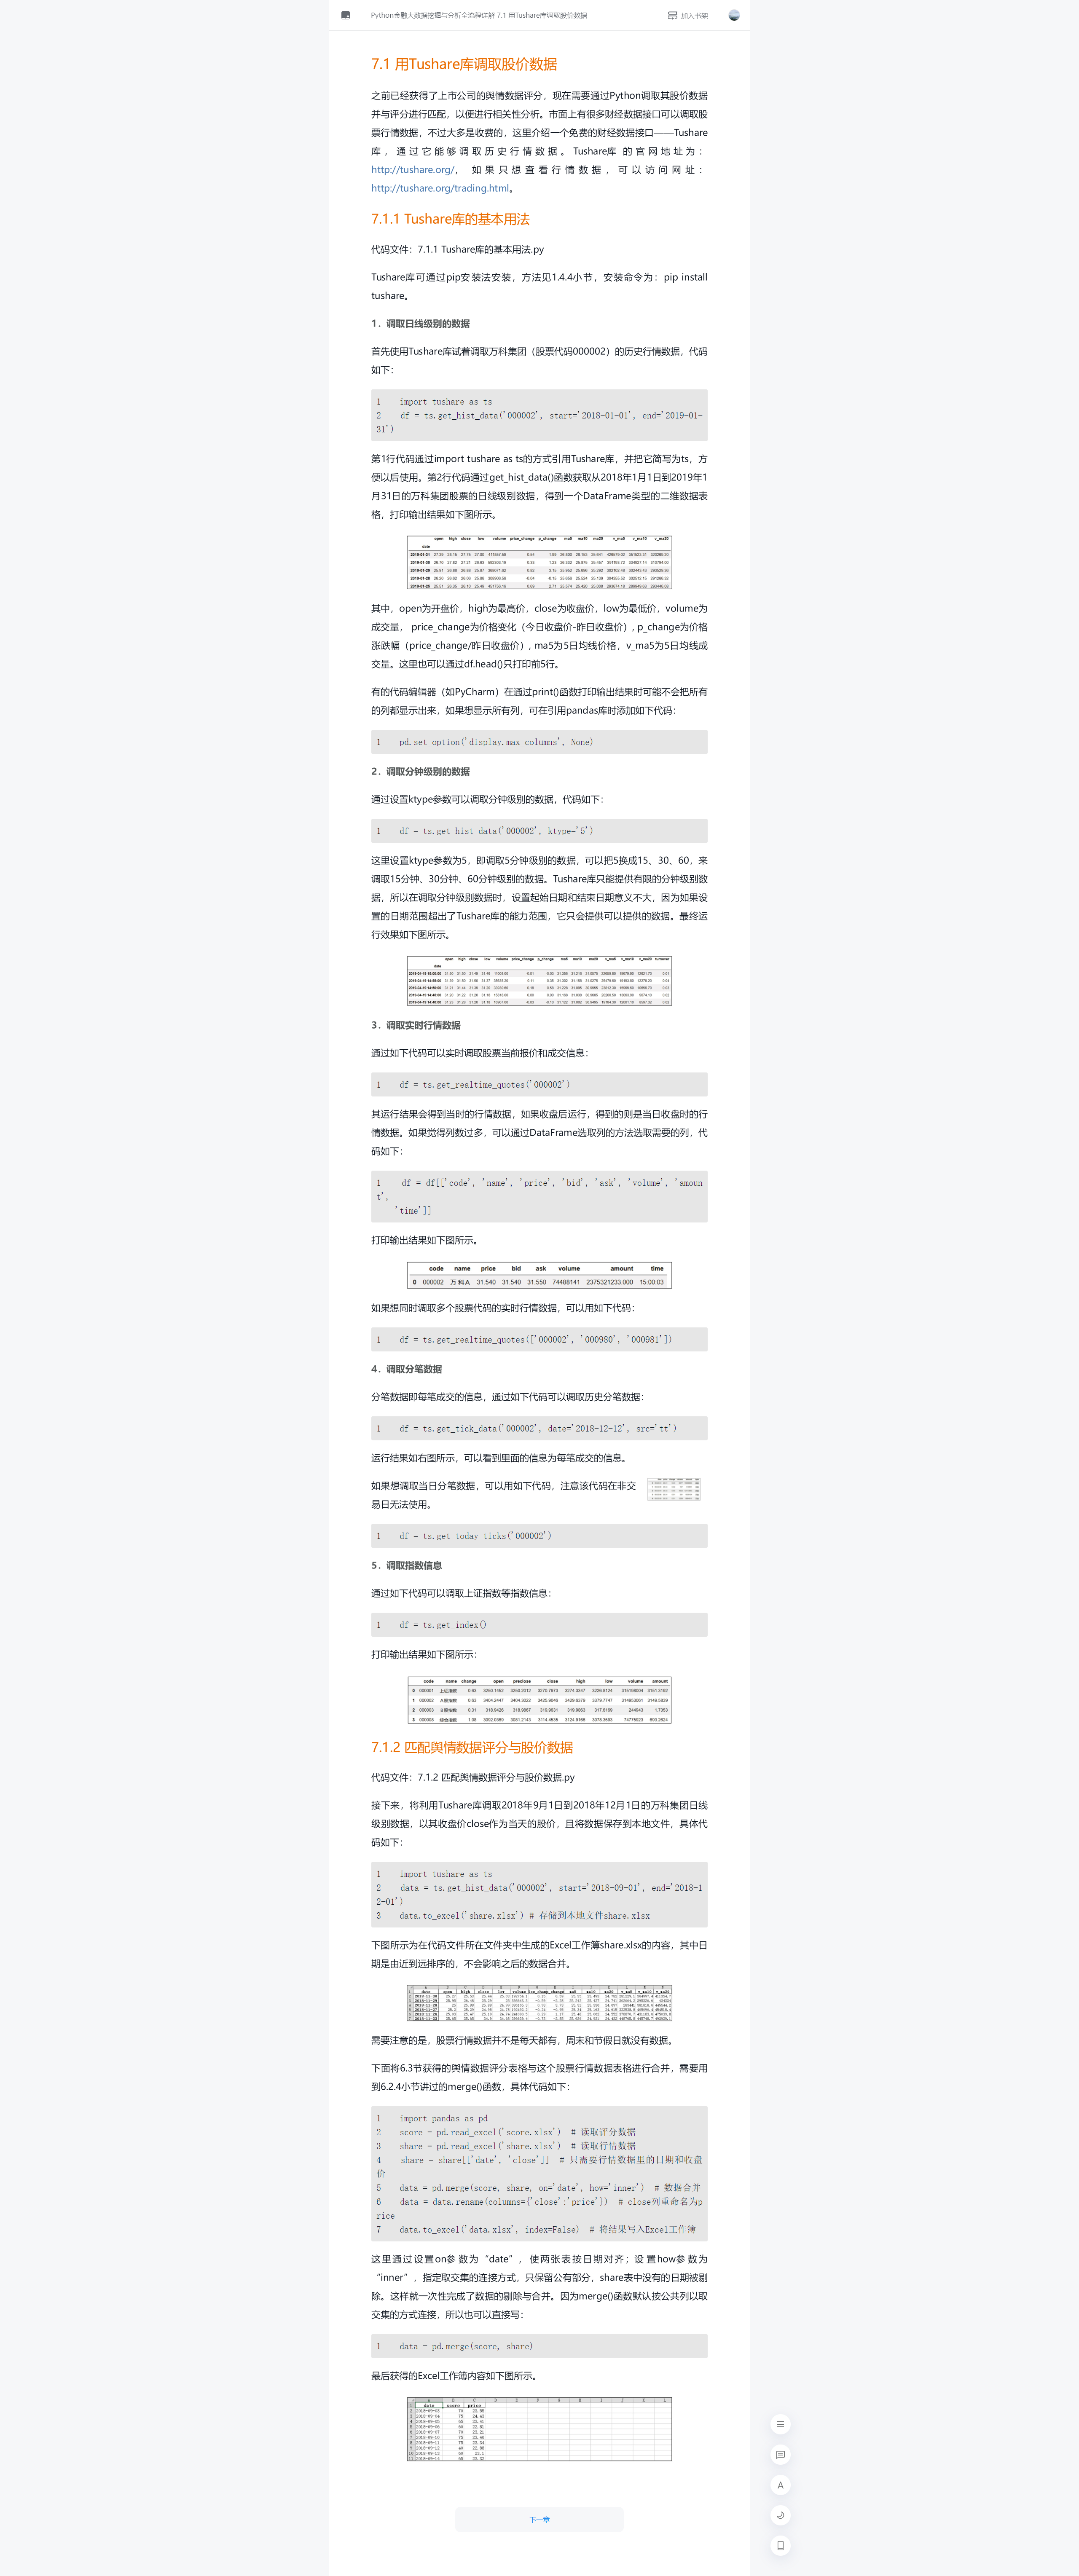 Python金融大数据挖掘与分析全流程详解 7.1 用Tushare库调取股价数据
加入书架
7.1 用Tushare库调取股价数据
之前已经获得了上市公司的舆情数据评分，现在需要通过Python调取其股价数据
并与评分进行匹配，以便进行相关性分析。市面上有很多财经数据接口可以调取股
票行情数据，不过大多是收费的，这里介绍一个免费的财经数据接口——Tushare
库，通过它能够调取历史行情数据。Tushare库的官网地址为：
http://tushare.org/，如果只想查看行情数据，可以访问网址：
http://tushare.org/trading.html。
7.1.1 Tushare库的基本用法
代码文件：7.1.1 Tushare库的基本用法.py
Tushare库可通过pip安装法安装，方法见1.4.4小节，安装命令为：pip install
tushare。
1．调取日线级别的数据
首先使用Tushare库试着调取万科集团（股票代码000002）的历史行情数据，代码
如下：
1 import tushare as ts
2 df = ts.get_hist_data('000002', start='2018-01-01', end='2019-01-
31')
第1行代码通过import tushare as ts的方式引用Tushare库，并把它简写为ts，方
便以后使用。第2行代码通过get_hist_data()函数获取从2018年1月1日到2019年1
月31日的万科集团股票的日线级别数据，得到一个DataFrame类型的二维数据表
格，打印输出结果如下图所示。
open high close low volume price_change p_change ma5 ma10 ma20 v_ma5 v_ma10 v_ma20
date
其中，open为开盘价，high为最高价，close为收盘价，low为最低价，volume为
成交量， price_change为价格变化（今日收盘价-昨日收盘价）, p_change为价格
涨跌幅（price_change/昨日收盘价）, ma5为5日均线价格，v_ma5为5日均线成
交量。这里也可以通过df.head()只打印前5行。
有的代码编辑器（如PyCharm）在通过print()函数打印输出结果时可能不会把所有
的列都显示出来，如果想显示所有列，可在引用pandas库时添加如下代码：
1 pd.set_option('display.max_columns', None)
2．调取分钟级别的数据
通过设置ktype参数可以调取分钟级别的数据，代码如下：
1 df = ts.get_hist_data('000002', ktype='5')
这里设置ktype参数为5，即调取5分钟级别的数据，可以把5换成15、30、60，来
调取15分钟、30分钟、60分钟级别的数据。Tushare库只能提供有限的分钟级别数
据，所以在调取分钟级别数据时，设置起始日期和结束日期意义不大，因为如果设
置的日期范围超出了Tushare库的能力范围，它只会提供可以提供的数据。最终运
行效果如下图所示。
open high close low volume price_change p_change ma5 ma10 ma20 v_ma5 v_ma10 v_ma20 turnover
date
3．调取实时行情数据
通过如下代码可以实时调取股票当前报价和成交信息：
1 df = ts.get_realtime_quotes('000002')
其运行结果会得到当时的行情数据，如果收盘后运行，得到的则是当日收盘时的行
情数据。如果觉得列数过多，可以通过DataFrame选取列的方法选取需要的列，代
码如下：
1 df = df[['code', 'name', 'price', 'bid', 'ask', 'volume', 'amoun
t',
'time']]
打印输出结果如下图所示。
code name price bid ask volume amount time
0 000002 万科A 31.540 31.540 31.550 74468141 2375321233.000 15:00:03
如果想同时调取多个股票代码的实时行情数据，可以用如下代码：
1 df = ts.get_realtime_quotes(['000002', '000980', '000981'])
4．调取分笔数据
分笔数据即每笔成交的信息，通过如下代码可以调取历史分笔数据：
1 df = ts.get_tick_data('000002', date='2018-12-12', src='tt')
运行结果如右图所示，可以看到里面的信息为每笔成交的信息。
如果想调取当日分笔数据，可以用如下代码，注意该代码在非交
易日无法使用。
1 df = ts.get_today_ticks('000002')
5．调取指数信息
通过如下代码可以调取上证指数等指数信息：
1 df = ts.get_index()
打印输出结果如下图所示：
code name change open preclose close high low volume amount
7.1.2 匹配舆情数据评分与股价数据
代码文件：7.1.2 匹配舆情数据评分与股价数据.py
接下来，将利用Tushare库调取2018年9月1日到2018年12月1日的万科集团日线
级别数据，以其收盘价close作为当天的股价，且将数据保存到本地文件，具体代
码如下：
1 import tushare as ts
2 data = ts.get_hist_data('000002', start='2018-09-01', end='2018-1
2-01')
3 data.to_excel('share.xlsx') # 存储到本地文件share.xlsx
下图所示为在代码文件所在文件夹中生成的Excel工作簿share.xlsx的内容，其中日
期是由近到远排序的，不会影响之后的数据合并。
需要注意的是，股票行情数据并不是每天都有，周末和节假日就没有数据。
下面将6.3节获得的舆情数据评分表格与这个股票行情数据表格进行合并，需要用
到6.2.4小节讲过的merge()函数，具体代码如下：
1 import pandas as pd
2 score = pd.read_excel('score.xlsx') # 读取评分数据
3 share = pd.read_excel('share.xlsx') # 读取行情数据
4 share = share[['date', 'close']] # 只需要行情数据里的日期和收盘
价
5 data = pd.merge(score, share, on='date', how='inner') # 数据合并
6 data = data.rename(columns={'close':'price'}) # close列重命名为p
rice
7 data.to_excel('data.xlsx', index=False) # 将结果写入Excel工作簿
这里通过设置on参数为“date”，使两张表按日期对齐；设置how参数为
“inner”，指定取交集的连接方式，只保留公有部分，share表中没有的日期被剔
除。这样就一次性完成了数据的剔除与合并。因为merge()函数默认按公共列以取
交集的方式连接，所以也可以直接写：
1 data = pd.merge(score, share)
最后获得的Excel工作簿内容如下图所示。
date score price
下一章
A